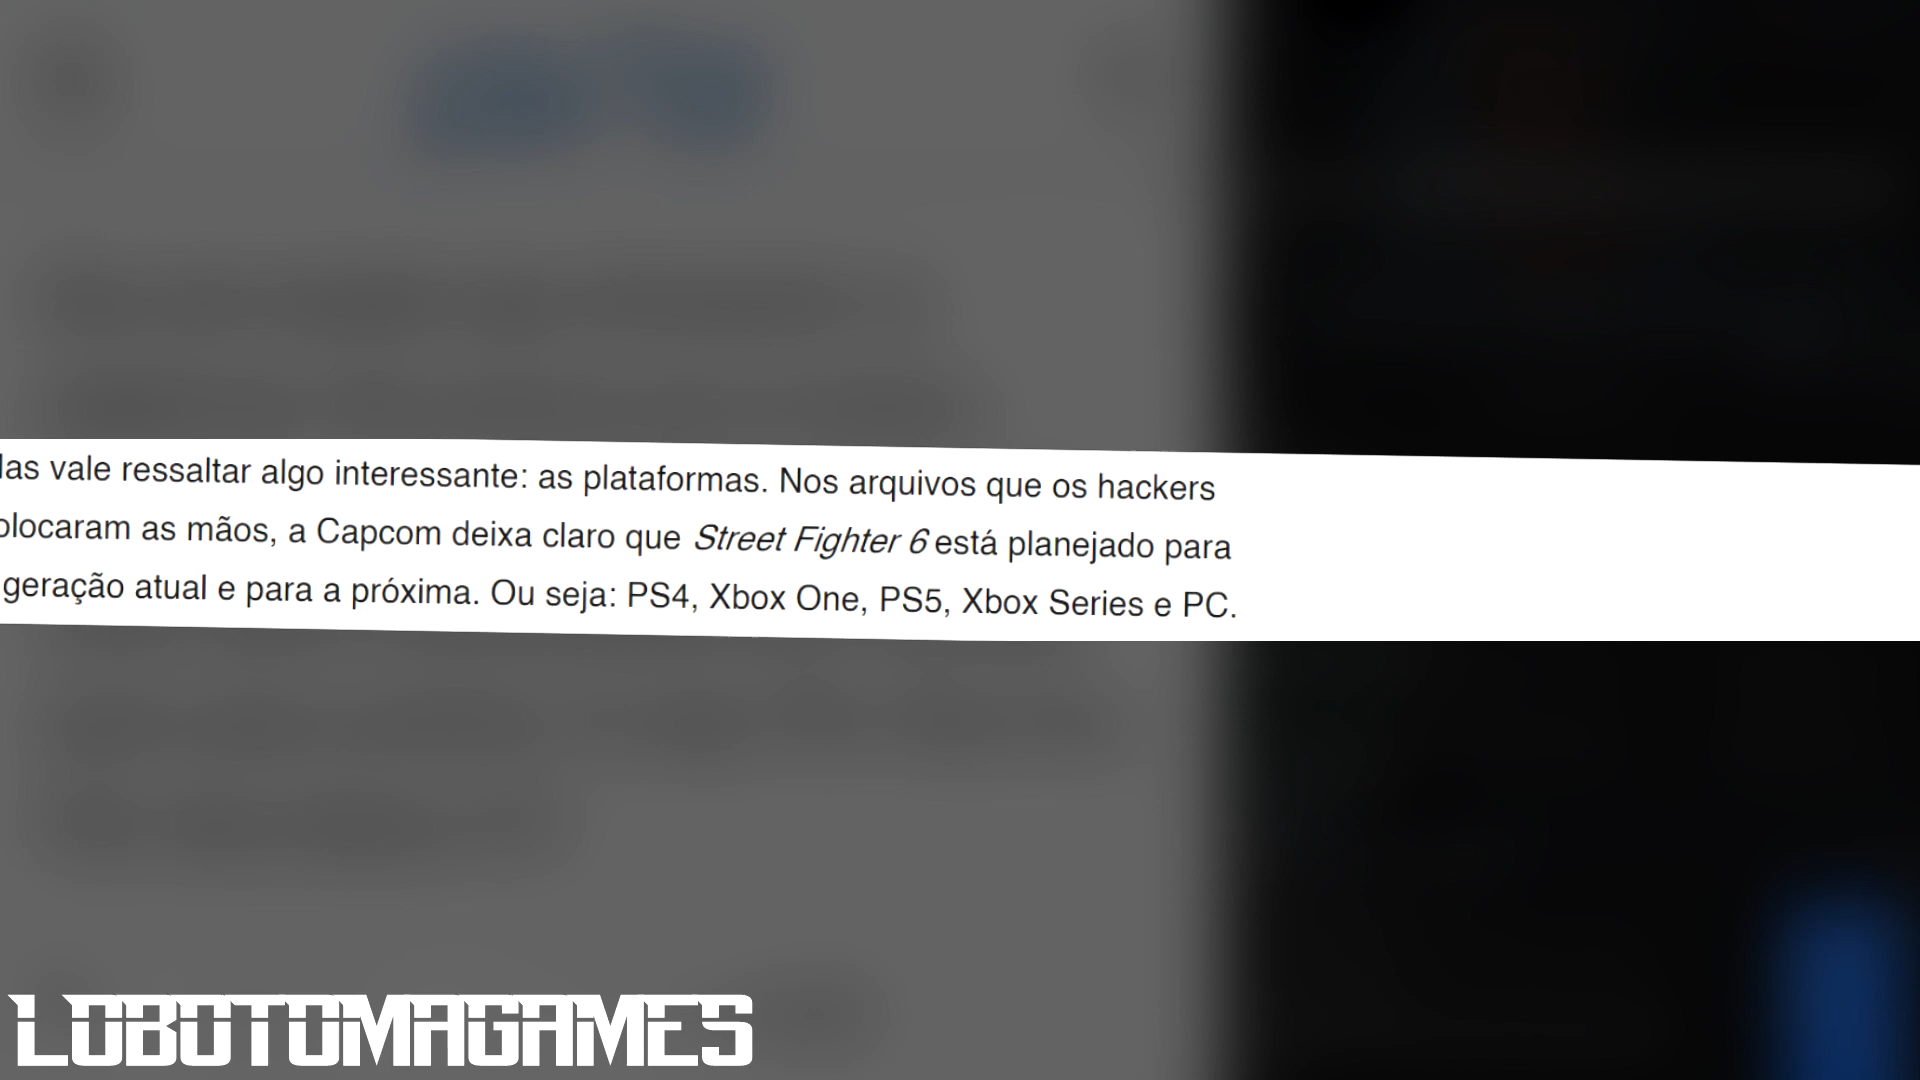 vale ressaltar algo interessante: as plataformas. Nos arquivos que os hackers
as mãos, a Capcom deixa claro que Street Fighter 6 está planejado para
geração atual e para a próxima. Ou seja: PS4, Xbox One, PS5, Xbox Series e PC.
LOBOTOMAGAMES